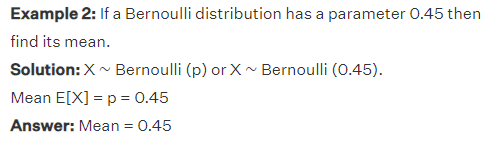 Example 2: If a Bernoulli distribution has a parameter 0.45 then
find its mean.
Solution: X ~ Bernoulli (p) or X ~ Bernoulli (0.45).
Mean E[X] = p = 0.45
Answer: Mean = 0.45